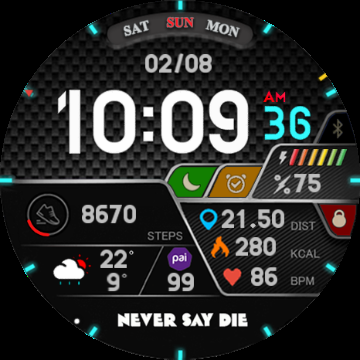 SAT SUN MON
02/08
10:09 AM 36
%75
8670 STEPS
21.50 DIST
280 KCAL
86 BPM
22° 9°
pai 99
NEVER SAY DIE